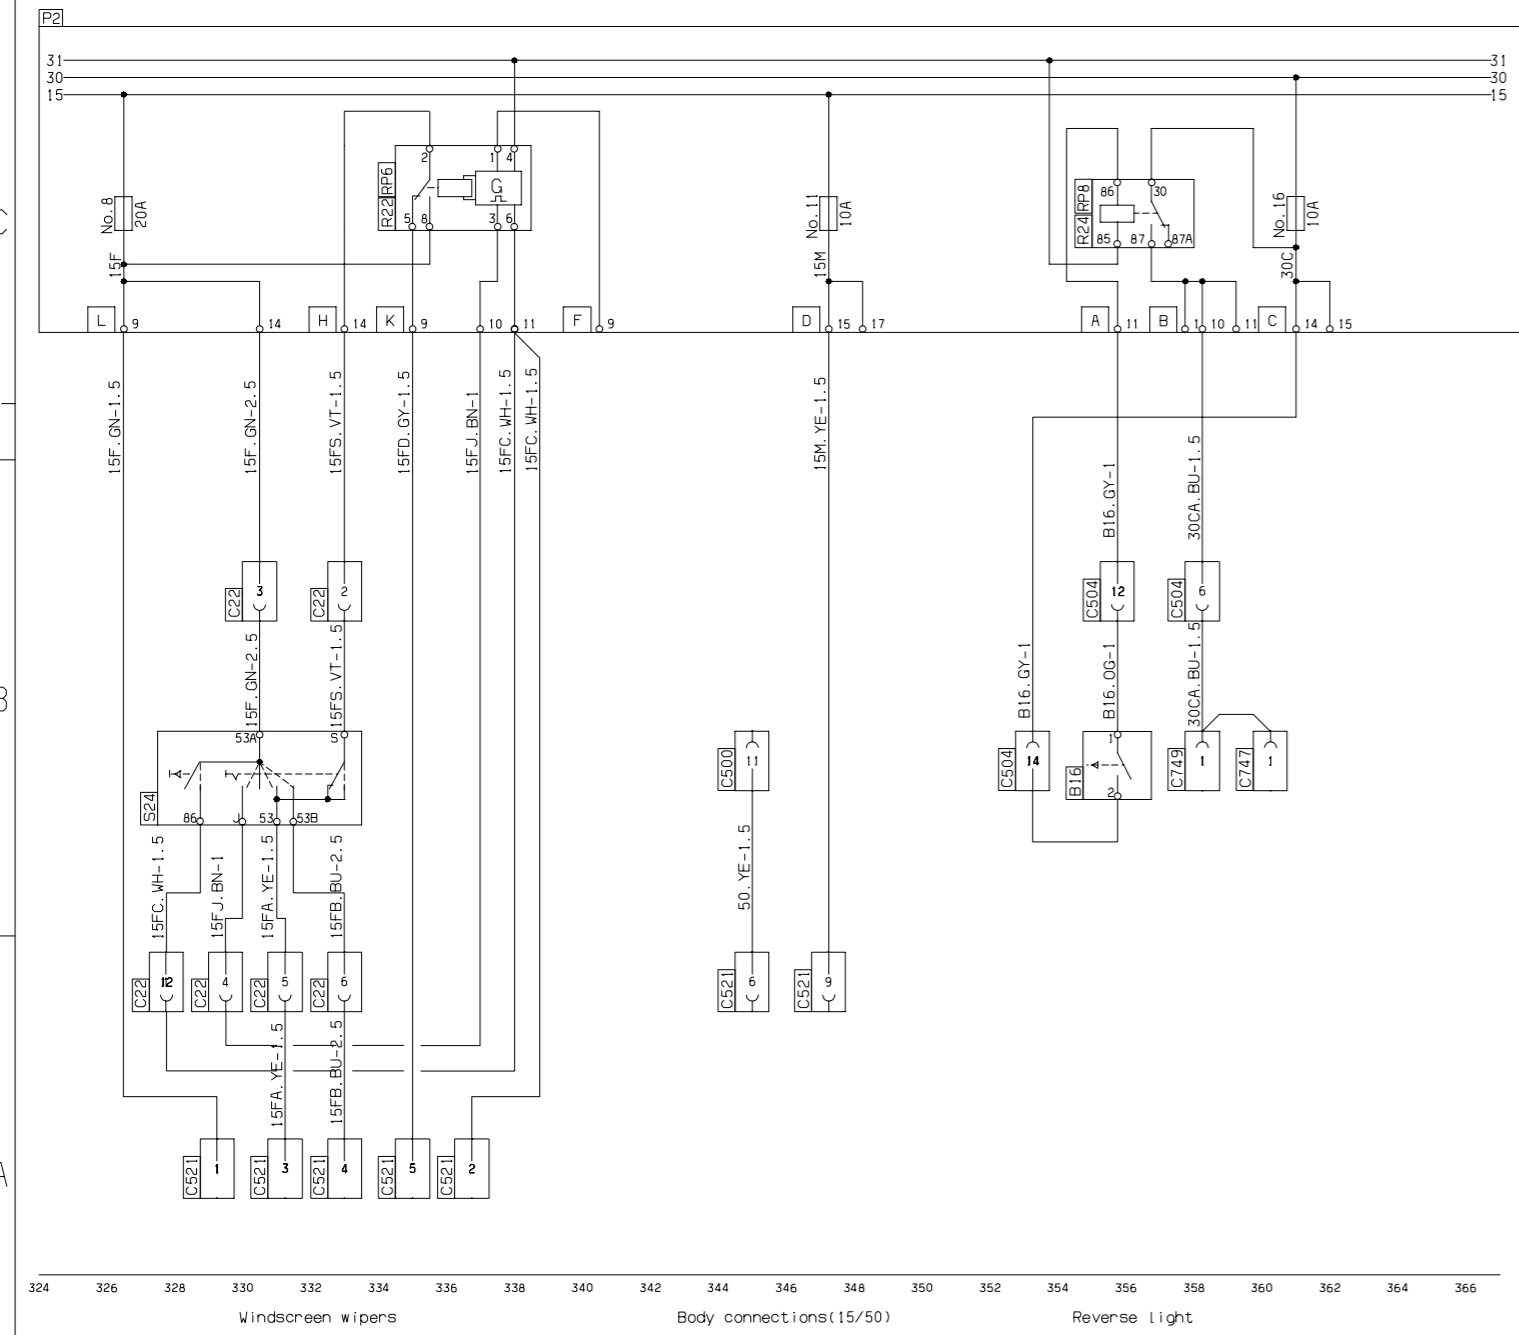 P2
31 31
30 30
15 15
2 1 4
RP6
R22
G
5 8 3 6
No.8
20A
No.11
10A
RP8
R24
86 30
85 87 87A
No.16
10A
C
15F
15M
30C
L 9 14 H 14 K 9 10 11 F 9 D 15 17 A 11 B 1 10 11 C 14 15
15F.GN-1.5
15F.GN-2.5
15FS.VT-1.5
15FD.GY-1.5
15FJ.BN-1
15FC.WH-1.5
15FC.WH-1.5
15M.YE-1.5
B16.GY-1
30CA.BU-1.5
C22 3
C22 2
C504 12
C504 6
15F.GN-2.5
15FS.VT-1.5
B16.GY-1
B16.OG-1
30CA.BU-1.5
B
53A S
S24
86 J 53 53B
C500 11
C504 14
B16
1
2
C749 1
C747 1
15FC.WH-1.5
15FJ.BN-1
15FA.YE-1.5
15FB.BU-2.5
50.YE-1.5
C22 12
C22 4
C22 5
C22 6
C521 6
C521 9
15FA.YE-1.5
15FB.BU-2.5
A
C521 1
C521 3
C521 4
C521 5
C521 2
324 326 328 330 332 334 336 338 340 342 344 346 348 350 352 354 356 358 360 362 364 366
Windscreen wipers Body connections(15/50) Reverse light